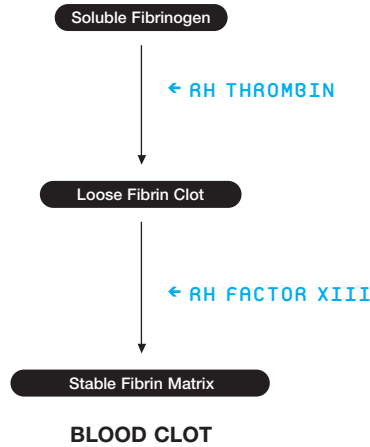 Soluble Fibrinogen
← RH THROMBIN
Loose Fibrin Clot
← RH FACTOR XIII
Stable Fibrin Matrix
BLOOD CLOT